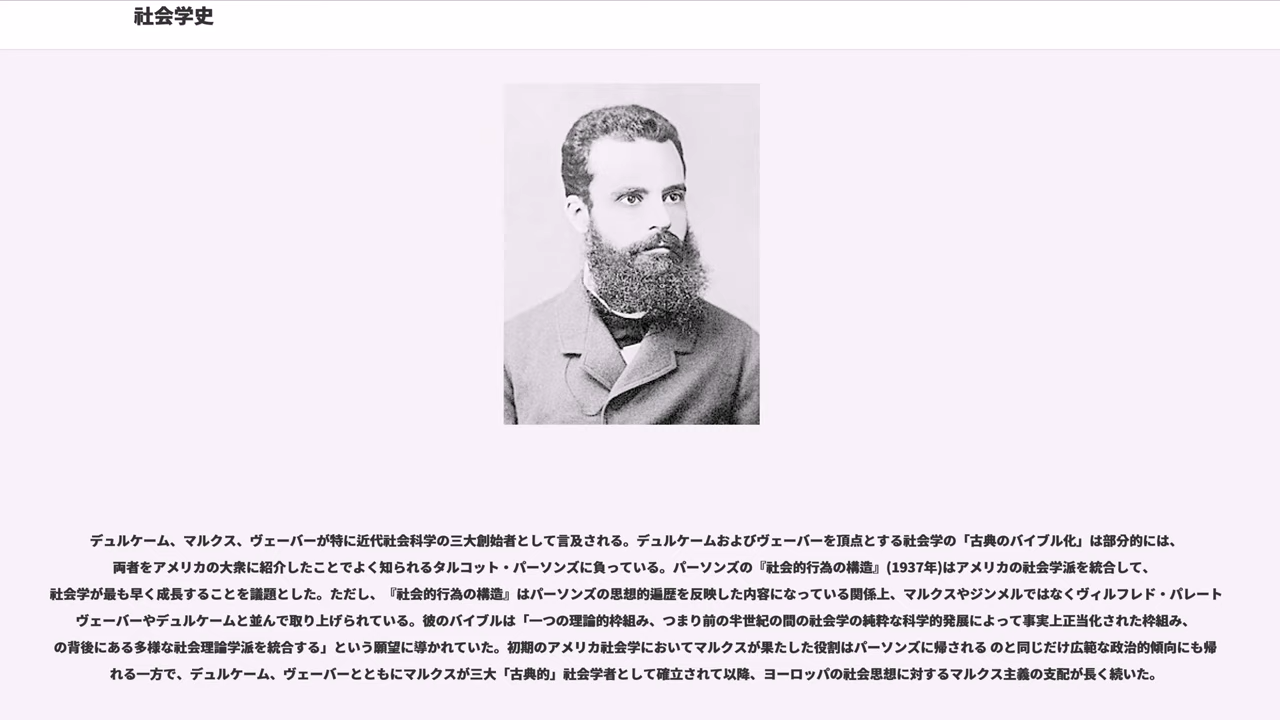 社会学史
デュルケーム、マルクス、ヴェーバーが特に近代社会科学の三大創始者として言及される。デュルケームおよびヴェーバーを頂点とする社会学の「古典のバイブル化」は部分的には、
両者をアメリカの大衆に紹介したことでよく知られるタルコット・パーソンズに負っている。パーソンズの『社会的行為の構造』(1937年)はアメリカの社会学派を統合して、
社会学が最も早く成長することを議題とした。ただし、『社会的行為の構造』はパーソンズの思想的遍歴を反映した内容になっている関係上、マルクスやジンメルではなくヴィルフレド・パレート
ヴェーバーやデュルケームと並んで取り上げられている。彼のバイブルは「一つの理論的枠組み、つまり前の半世紀の間の社会学の純粋な科学的発展によって事実上正当化された枠組み、
の背後にある多様な社会理論学派を統合する」という願望に導かれていた。初期のアメリカ社会学においてマルクスが果たした役割はパーソンズに帰される のと同じだけ広範な政治的傾向にも帰
れる一方で、デュルケーム、ヴェーバーとともにマルクスが三大「古典的」社会学者として確立されて以降、ヨーロッパの社会思想に対するマルクス主義の支配が長く続いた。